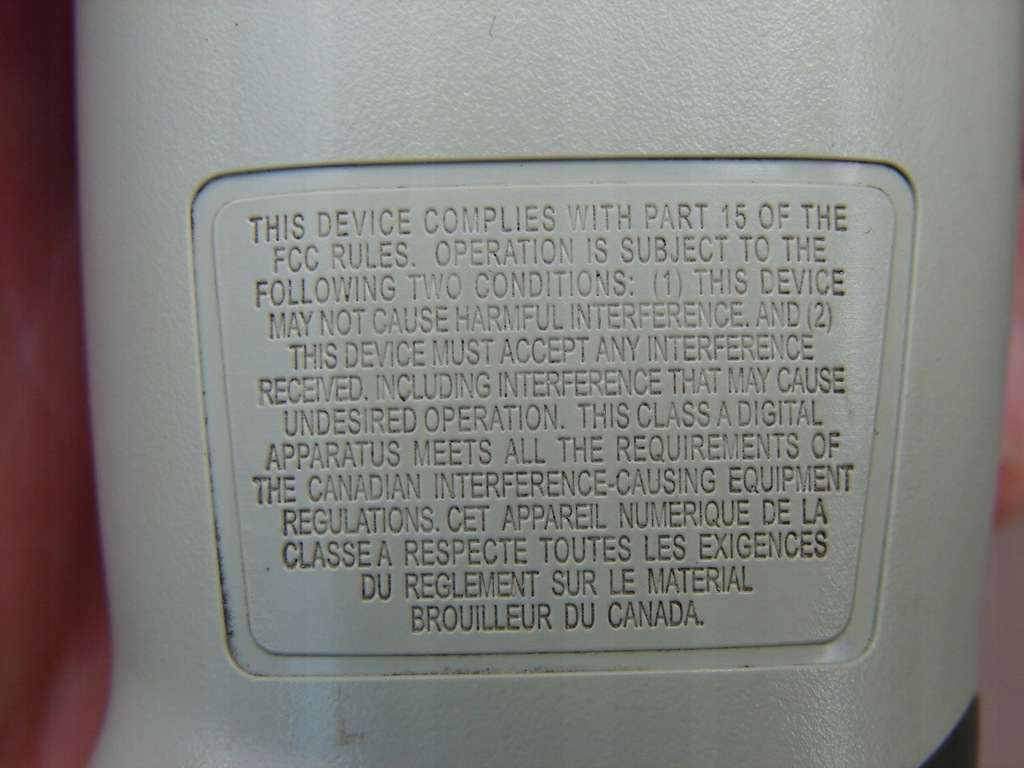 THIS DEVICE COMPLIES WITH PART 15 OF THE
FCC RULES. OPERATION IS SUBJECT TO THE
FOLLOWING TWO CONDITIONS: (1) THIS DEVICE
MAY NOT CAUSE HARMFUL INTERFERENCE. AND (2)
THIS DEVICE MUST ACCEPT ANY INTERFERENCE
RECEIVED. INCLUDING INTERFERENCE THAT MAY CAUSE
UNDESIRED OPERATION. THIS CLASS A DIGITAL
APPARATUS MEETS ALL THE REQUIREMENTS OF
THE CANADIAN INTERFERENCE-CAUSING EQUIPMENT
REGULATIONS. CET APPAREIL NUMERIQUE DE LA
CLASSE A RESPECTE TOUTES LES EXIGENCES
DU REGLEMENT SUR LE MATERIAL
BROUILLEUR DU CANADA.